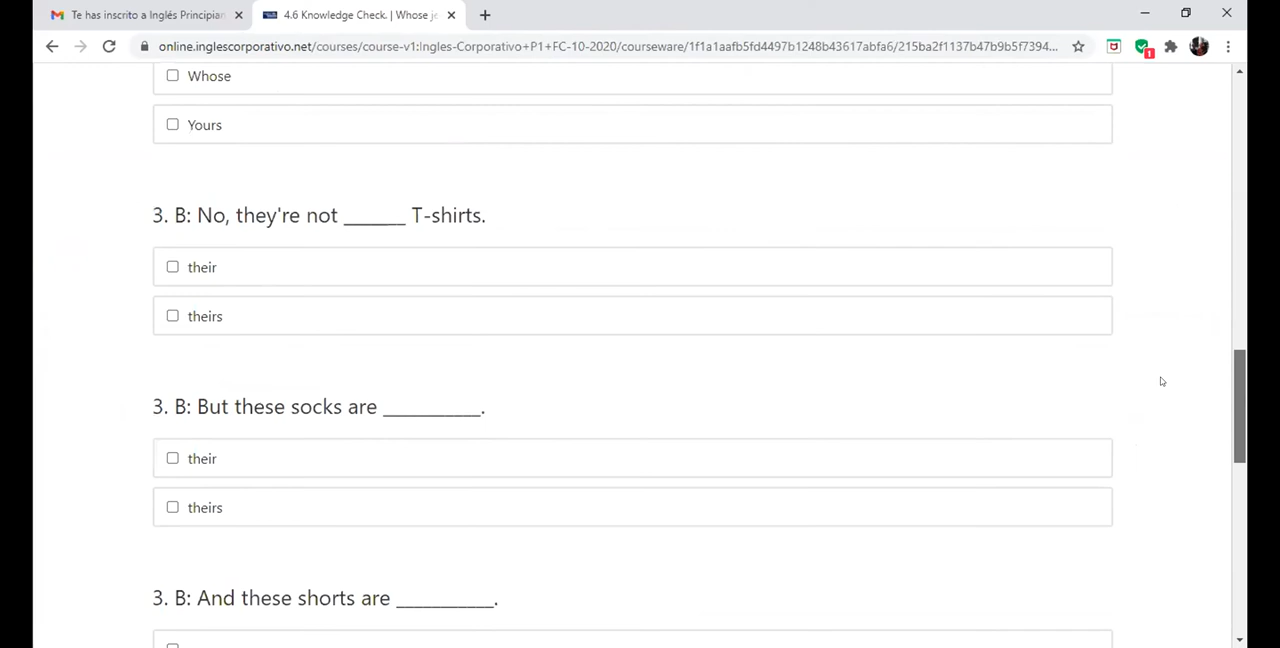 Te has inscrito a Inglés Principian
4.6 Knowledge Check. | Whose je
online.inglescorporativo.net/courses/course-v1:Ingles-Corporativo+P1+FC-10-2020/courseware/1f1a1aafb5fd4497b1248b43617abfa6/215ba2f1137b47b9b5f7394...
1
Whose
Yours
3. B: No, they're not ______ T-shirts.
their
theirs
3. B: But these socks are __________.
their
theirs
3. B: And these shorts are __________.